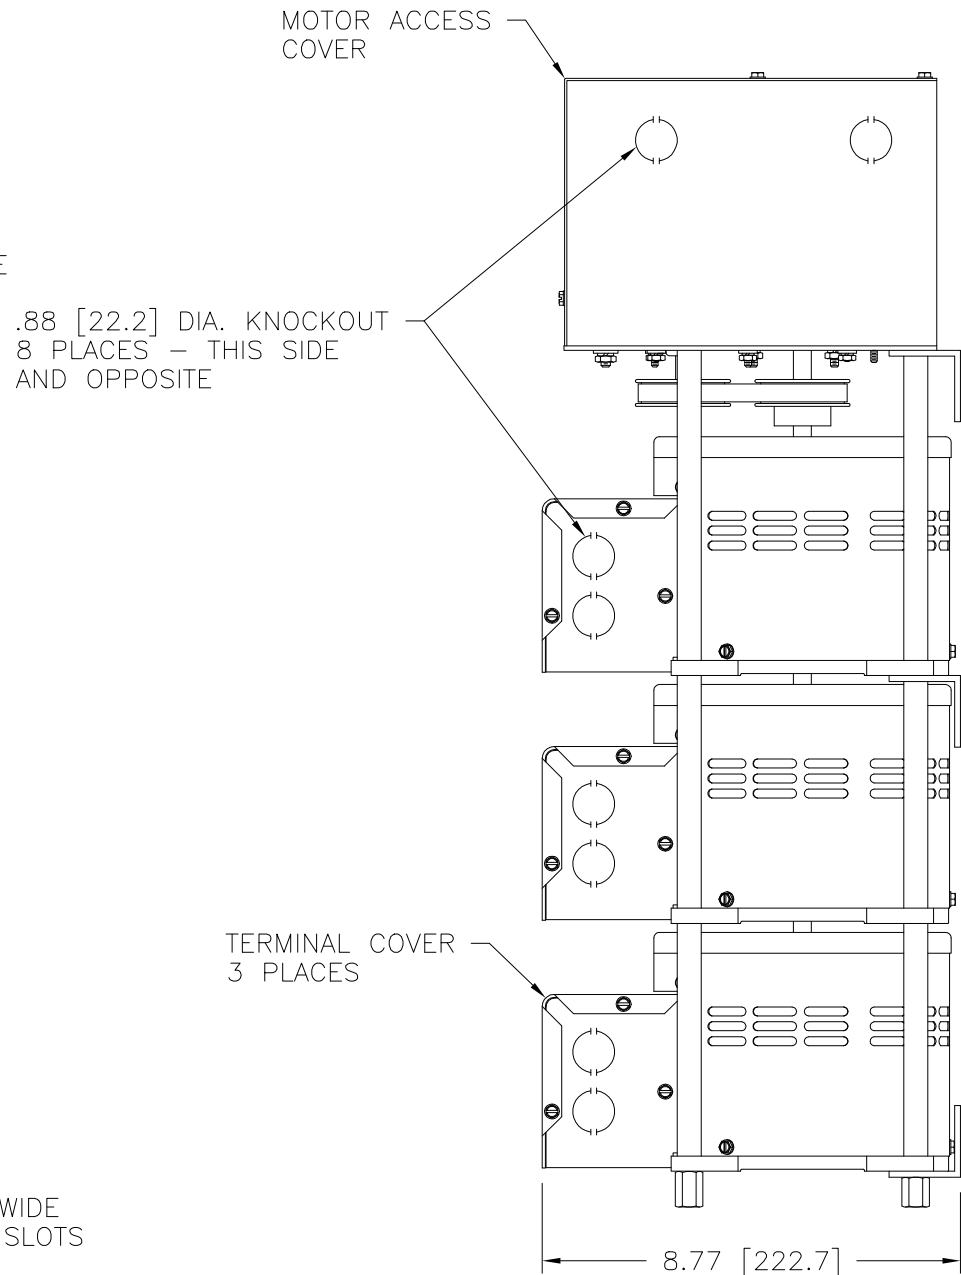 MOTOR ACCESS
COVER
E
.88 [22.2] DIA. KNOCKOUT
8 PLACES – THIS SIDE
AND OPPOSITE
TERMINAL COVER
3 PLACES
WIDE
SLOTS
8.77 [222.7]